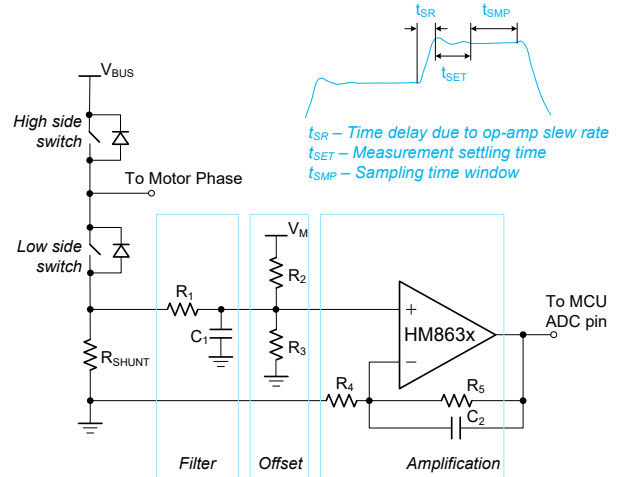 tSR
tSMP
tSET
VBUS
High side
switch
tSR – Time delay due to op-amp slew rate
tSET – Measurement settling time
tSMP – Sampling time window
To Motor Phase
Low side
switch
VM
R2
R1
C1
R3
+
HM863x
−
To MCU
ADC pin
RSHUNT
R4
R5
C2
Filter
Offset
Amplification